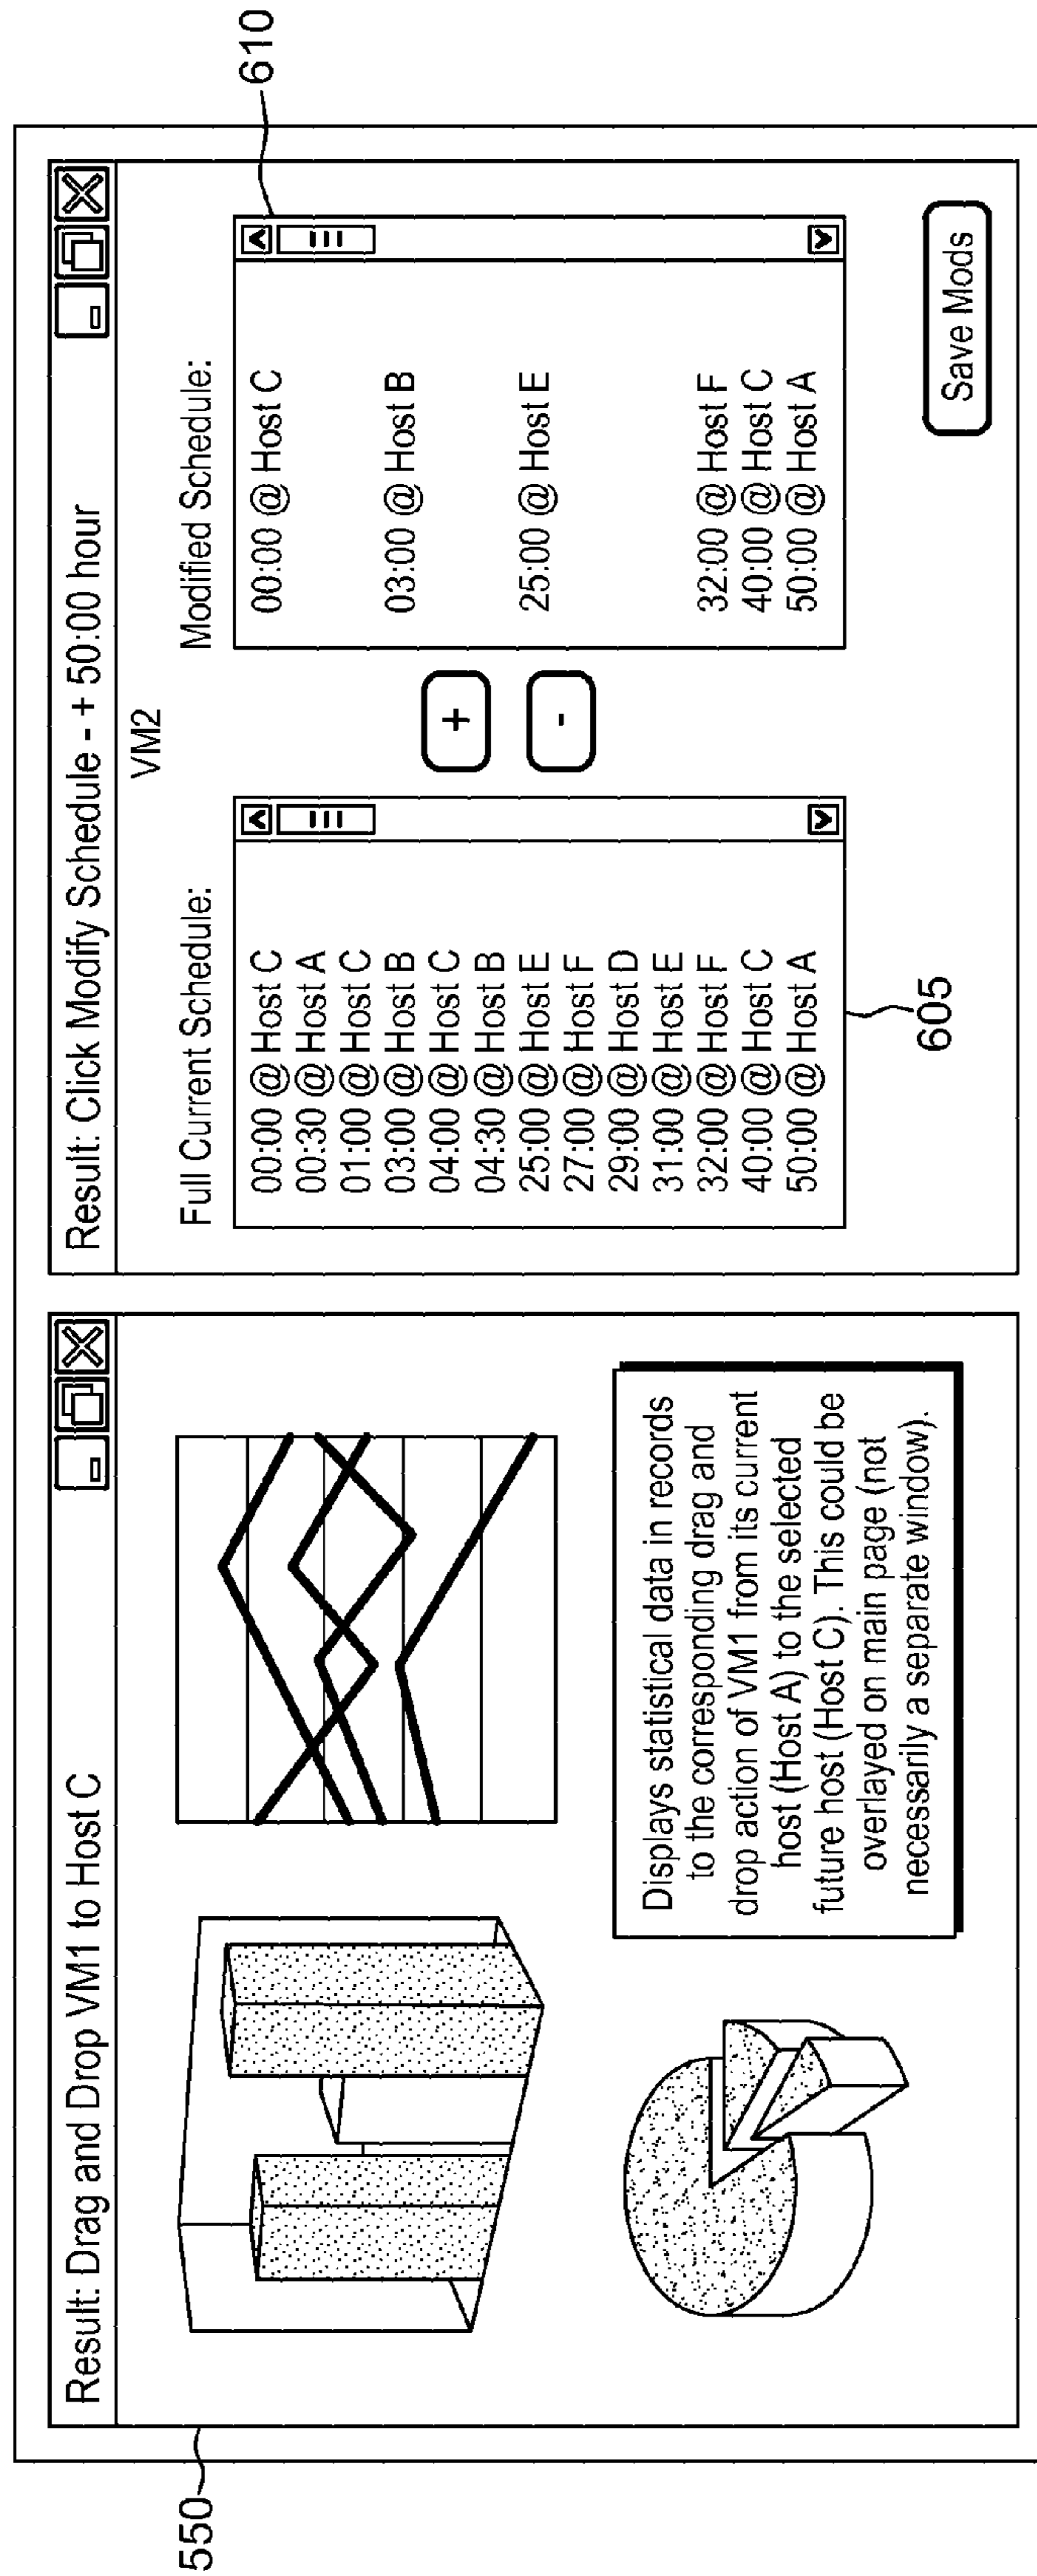 550
Result: Drag and Drop VM1 to Host C
Displays statistical data in records
to the corresponding drag and
drop action of VM1 from its current
host (Host A) to the selected
future host (Host C). This could be
overlayed on main page (not
necessarily a separate window).
Result: Click Modify Schedule - + 50:00 hour
VM2
Full Current Schedule:
00:00 @ Host C
00:30 @ Host A
01:00 @ Host C
03:00 @ Host B
04:00 @ Host C
04:30 @ Host B
25:00 @ Host E
27:00 @ Host F
29:00 @ Host D
31:00 @ Host E
32:00 @ Host F
40:00 @ Host C
50:00 @ Host A
605
+
-
Modified Schedule:
00:00 @ Host C
03:00 @ Host B
25:00 @ Host E
32:00 @ Host F
40:00 @ Host C
50:00 @ Host A
610
Save Mods